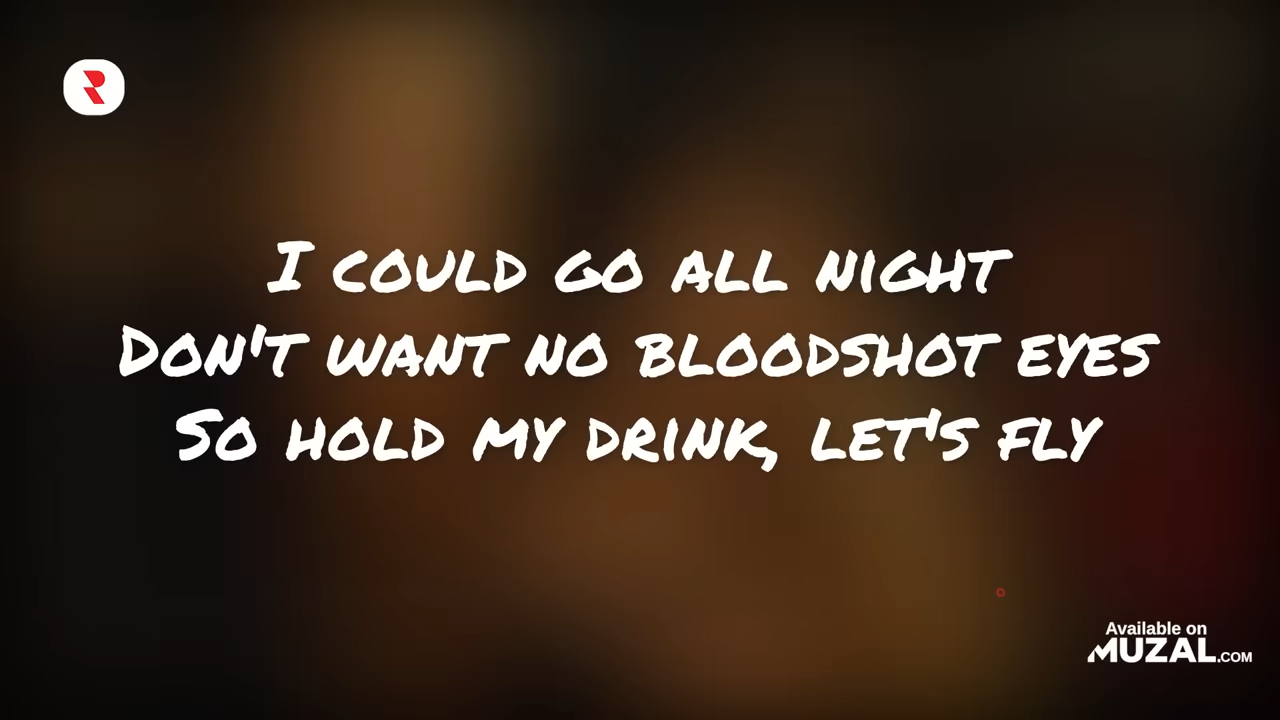 I COULD GO ALL NIGHT
DON'T WANT NO BLOODSHOT EYES
SO HOLD MY DRINK, LET'S FLY
Available on
MUZAL.COM